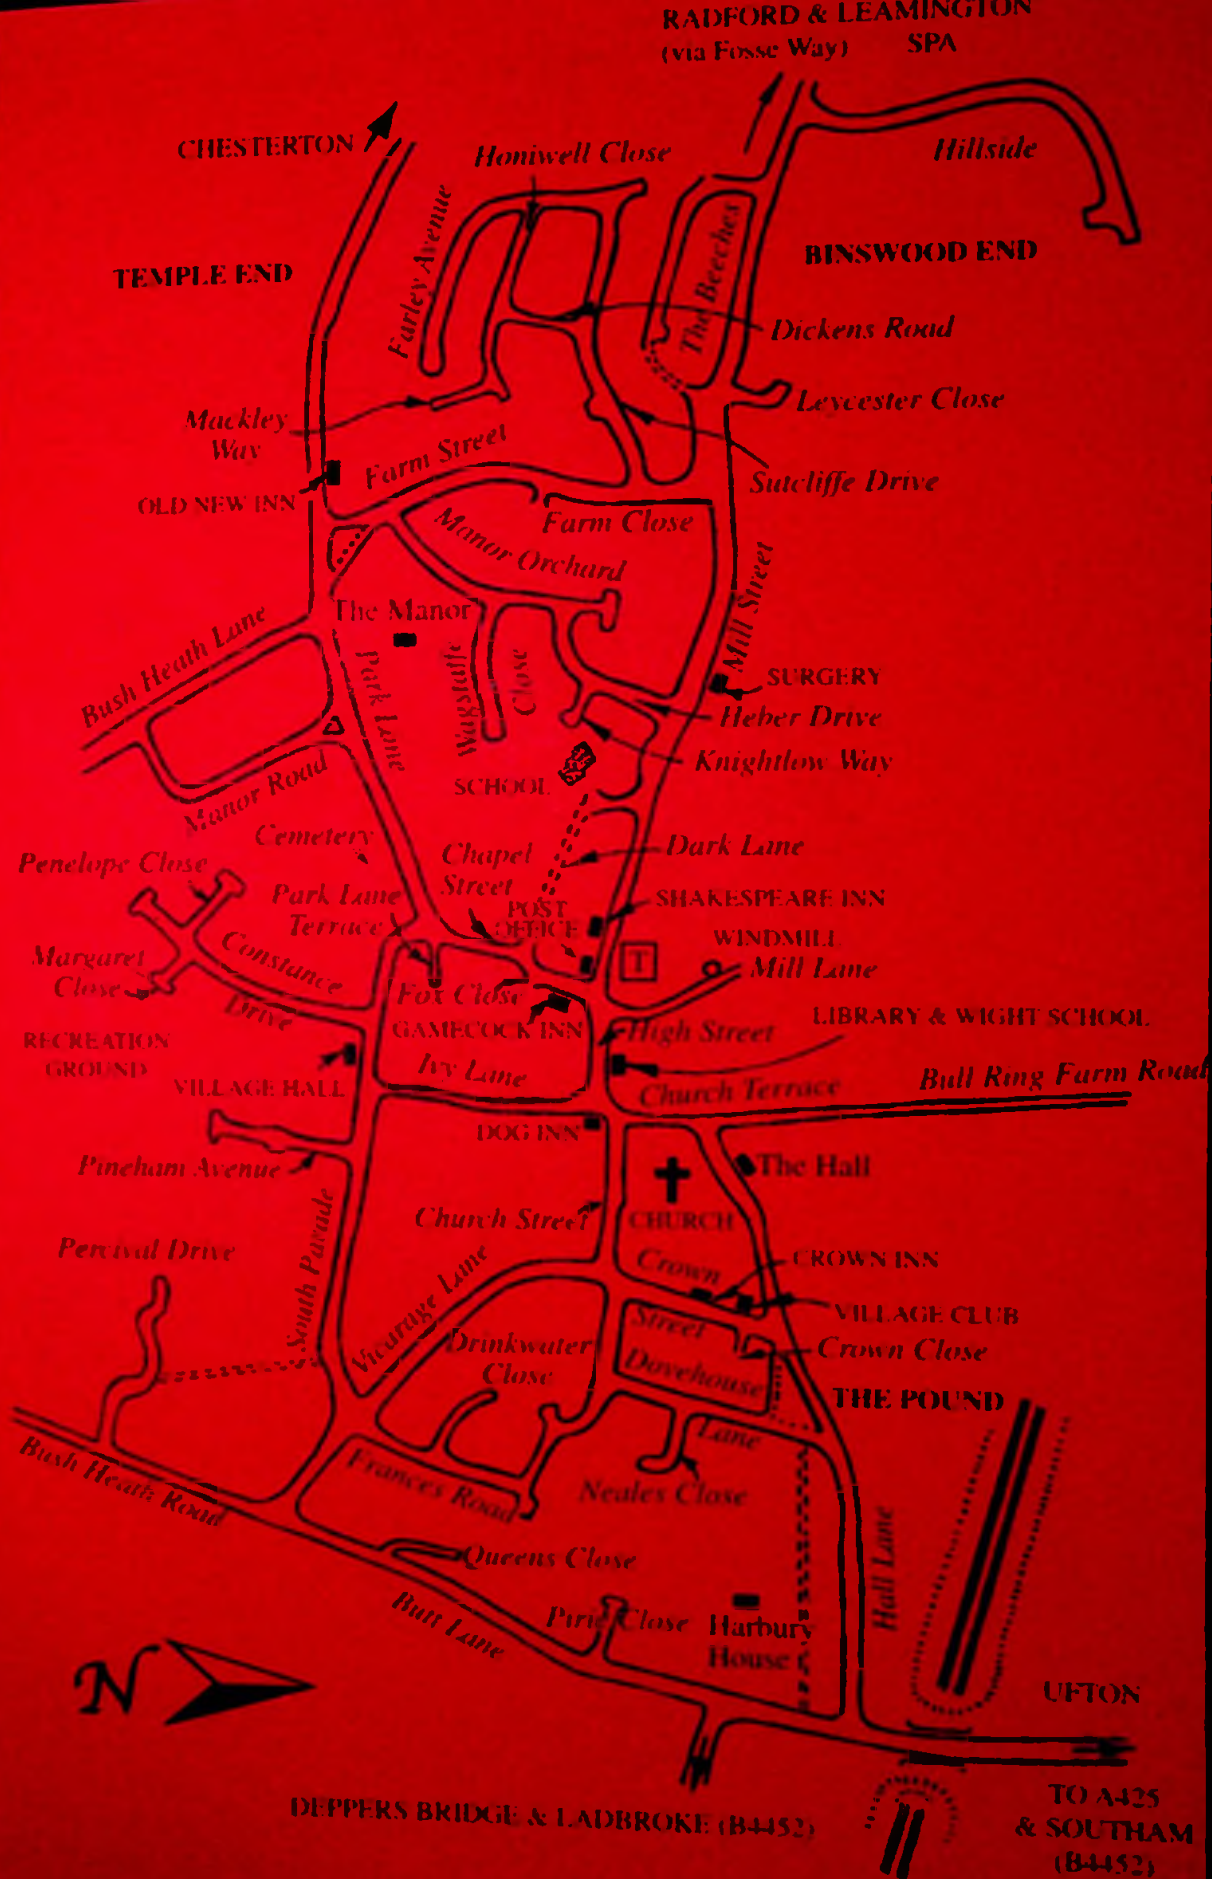 RADFORD & LEAMINGTON
(via Fosse Way) SPA
CHESTERTON
Honiwell Close
Hillside
Farley Avenue
The Beeches
BINSWOOD END
TEMPLE END
Dickens Road
Leycester Close
Mackley
Way
Farm Street
Sutcliffe Drive
OLD NEW INN
Farm Close
Manor Orchard
Mill Street
The Manor
Bush Heath Lane
Park Lane
Wagstaffe
Close
SURGERY
Heber Drive
Knightlow Way
SCHOOL
Manor Road
Cemetery
Dark Lane
Chapel
Street
Penelope Close
Park Lane
Terrace
SHAKESPEARE INN
POST
OFFICE
WINDMILL
T
Mill Lane
Margaret
Close
Constance
Drive
Fox Close
GAMECOCK INN
High Street
LIBRARY & WIGHT SCHOOL
RECREATION
GROUND
VILLAGE HALL
Ivy Lane
Church Terrace
Bull Ring Farm Road
DOG INN
Pineham Avenue
The Hall
Church Street
CHURCH
South Parade
Percival Drive
Vicarage Lane
Crown
Street
CROWN INN
VILLAGE CLUB
Drinkwater
Close
Crown Close
Dovehouse
Lane
THE POUND
Bush Heath Road
Frances Road
Neales Close
Hall Lane
Queens Close
Butt Lane
Pirie Close
Harbury
House
N
UFTON
DEPPERS BRIDGE & LADBROKE (B4452)
TO A425
& SOUTHAM
(B4452)